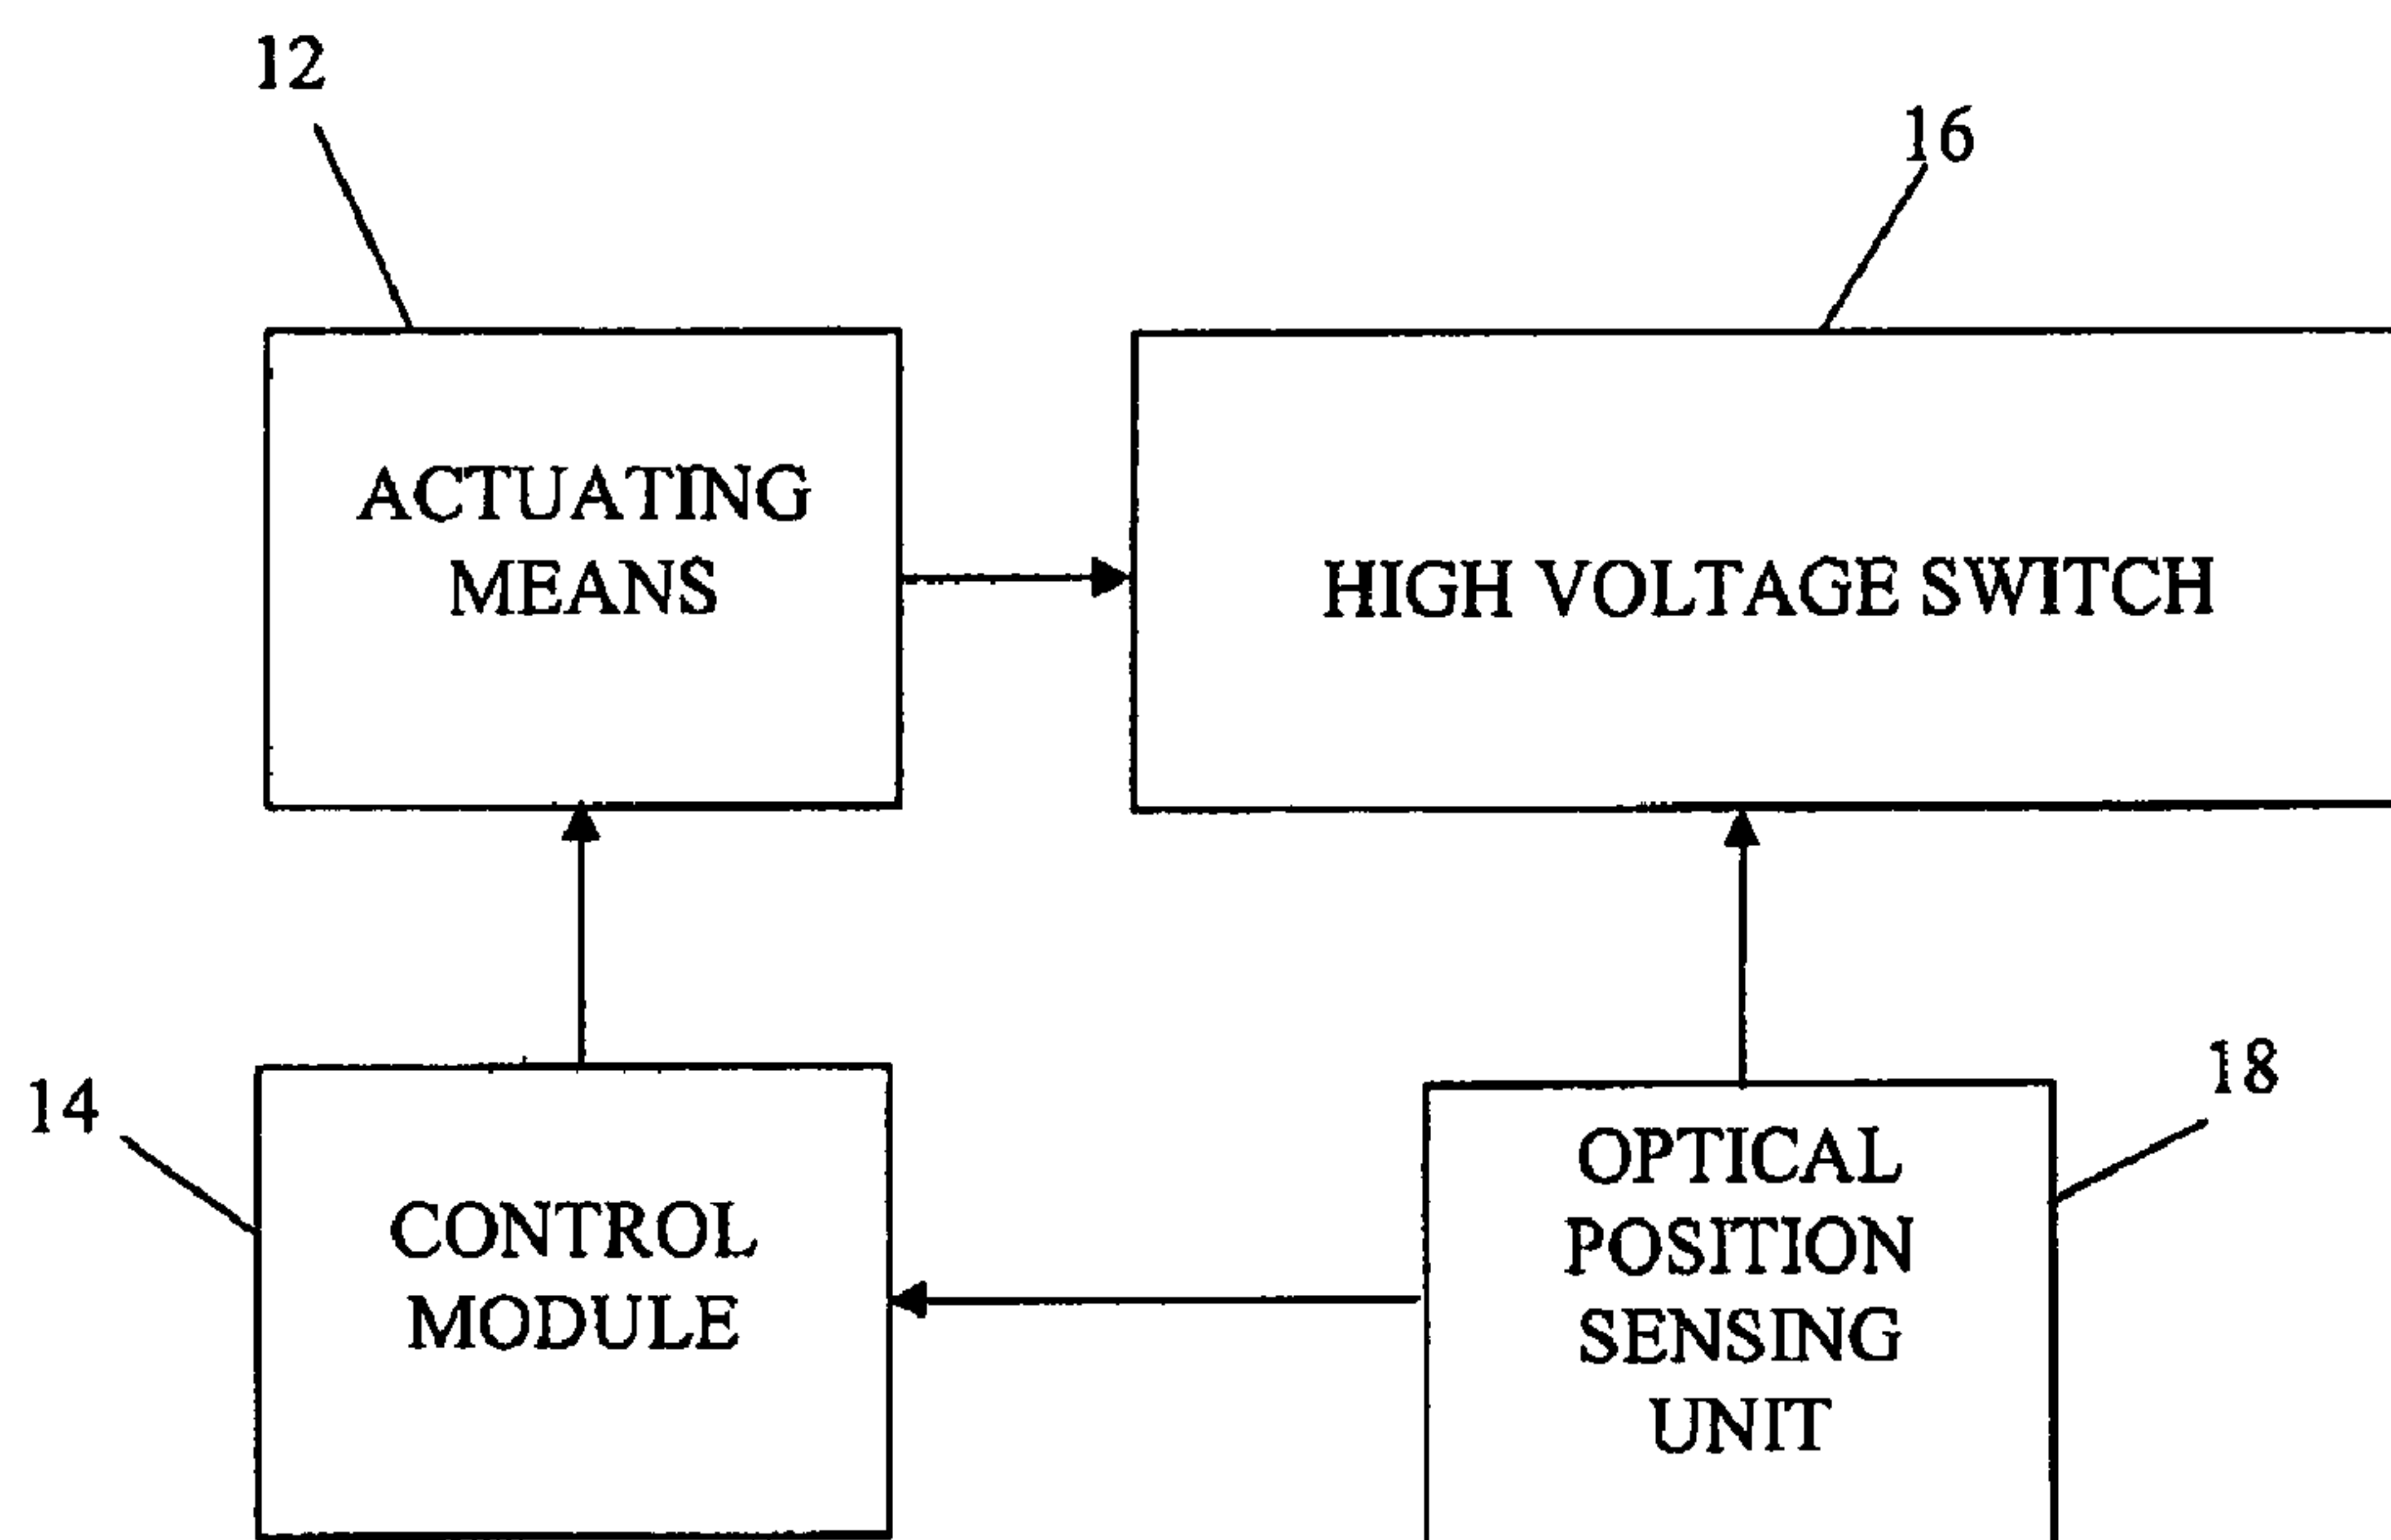 12
16
ACTUATING
MEANS
HIGH VOLTAGE SWITCH
14
18
CONTROL
MODULE
OPTICAL
POSITION
SENSING
UNIT